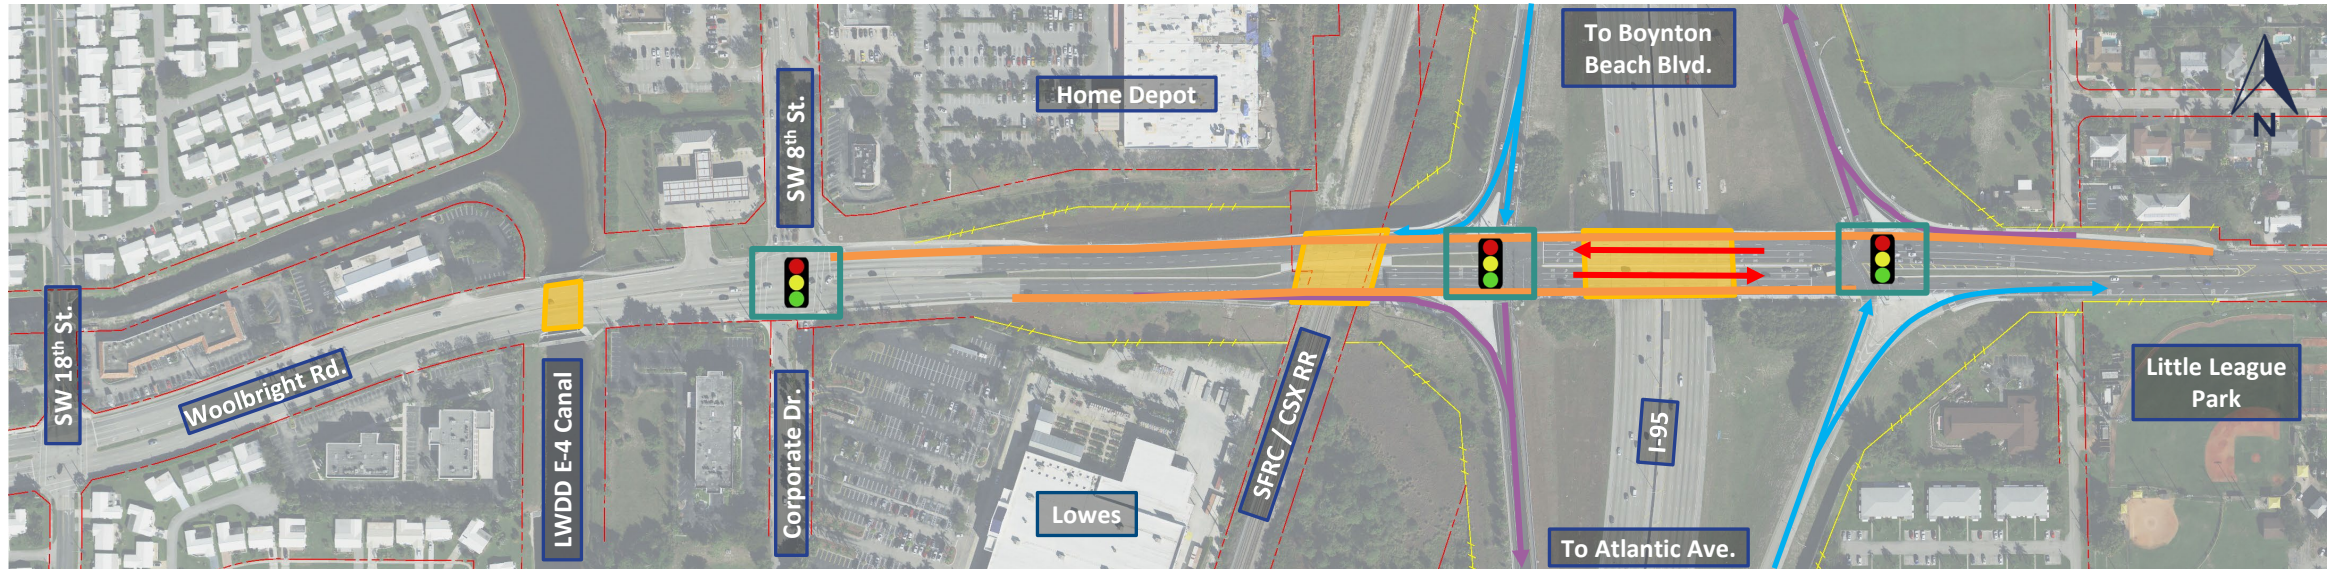 To Boynton
Beach Blvd.
Home Depot
SW 8th St.
N
SW 18th St.
Woolbright Rd.
LWDD E-4 Canal
Corporate Dr.
Lowes
SFRC / CSX RR
I-95
To Atlantic Ave.
Little League
Park